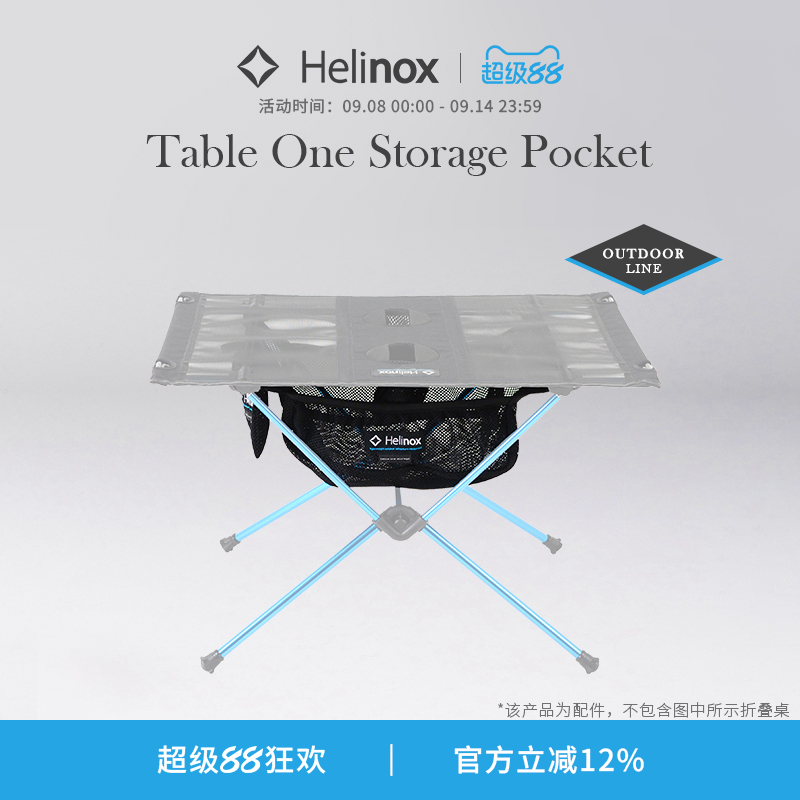 Helinox | 超级88
活动时间：09.08 00:00 - 09.14 23:59
Table One Storage Pocket
OUTDOOR
LINE
Helinox
Helinox
*该产品为配件，不包含图中所示折叠桌
超级88狂欢 | 官方立减12%